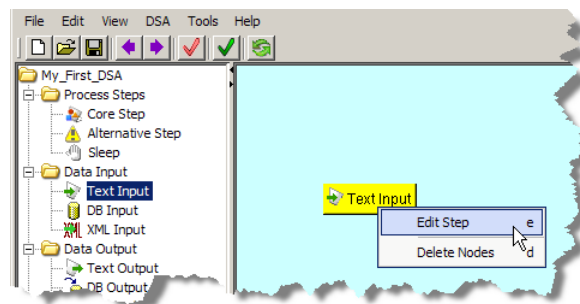 File Edit View DSA Tools Help
My_First_DSA
Process Steps
Core Step
Alternative Step
Sleep
Data Input
Text Input
DB Input
XML Input
Data Output
Text Output
DB Output
Text Input
Edit Step e
Delete Nodes d